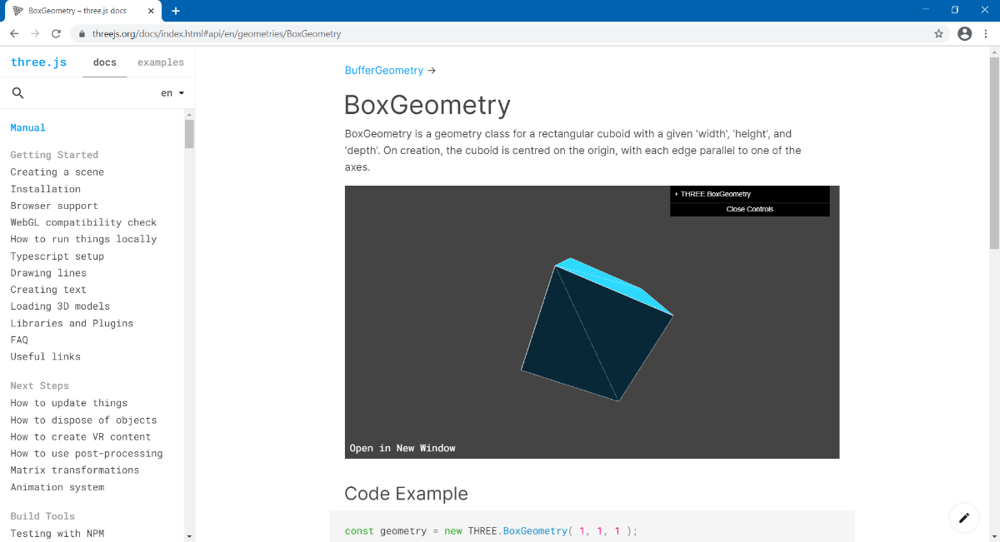 BoxGeometry – three.js docs
threejs.org/docs/index.html#api/en/geometries/BoxGeometry
three.js docs examples
en
Manual
Getting Started
Creating a scene
Installation
Browser support
WebGL compatibility check
How to run things locally
Typescript setup
Drawing lines
Creating text
Loading 3D models
Libraries and Plugins
FAQ
Useful links
Next Steps
How to update things
How to dispose of objects
How to create VR content
How to use post-processing
Matrix transformations
Animation system
Build Tools
Testing with NPM
BufferGeometry →
BoxGeometry
BoxGeometry is a geometry class for a rectangular cuboid with a given 'width', 'height', and
'depth'. On creation, the cuboid is centred on the origin, with each edge parallel to one of the
axes.
THREE.BoxGeometry
Close Controls
Open in New Window
Code Example
const geometry = new THREE.BoxGeometry( 1, 1, 1 );